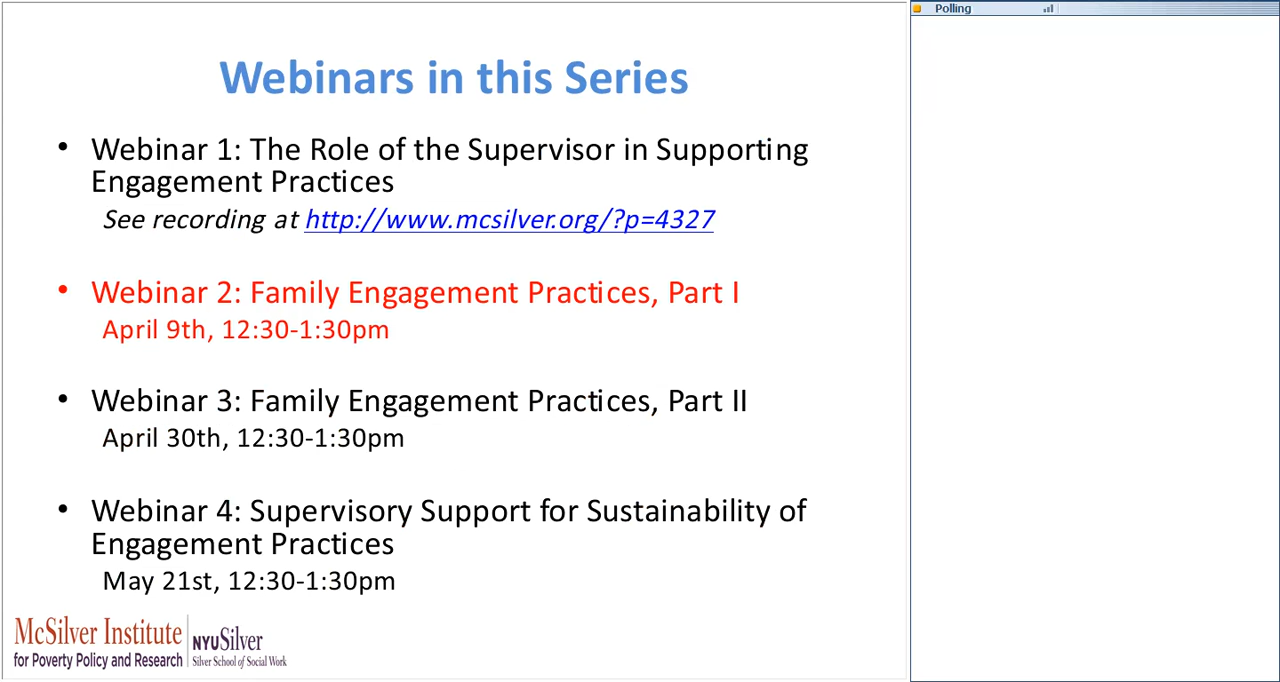 Polling
Webinars in this Series
• Webinar 1: The Role of the Supervisor in Supporting
Engagement Practices
See recording at http://www.mcsilver.org/?p=4327
• Webinar 2: Family Engagement Practices, Part I
April 9th, 12:30-1:30pm
• Webinar 3: Family Engagement Practices, Part II
April 30th, 12:30-1:30pm
• Webinar 4: Supervisory Support for Sustainability of
Engagement Practices
May 21st, 12:30-1:30pm
McSilver Institute
for Poverty Policy and Research
NYUSilver
Silver School of Social Work